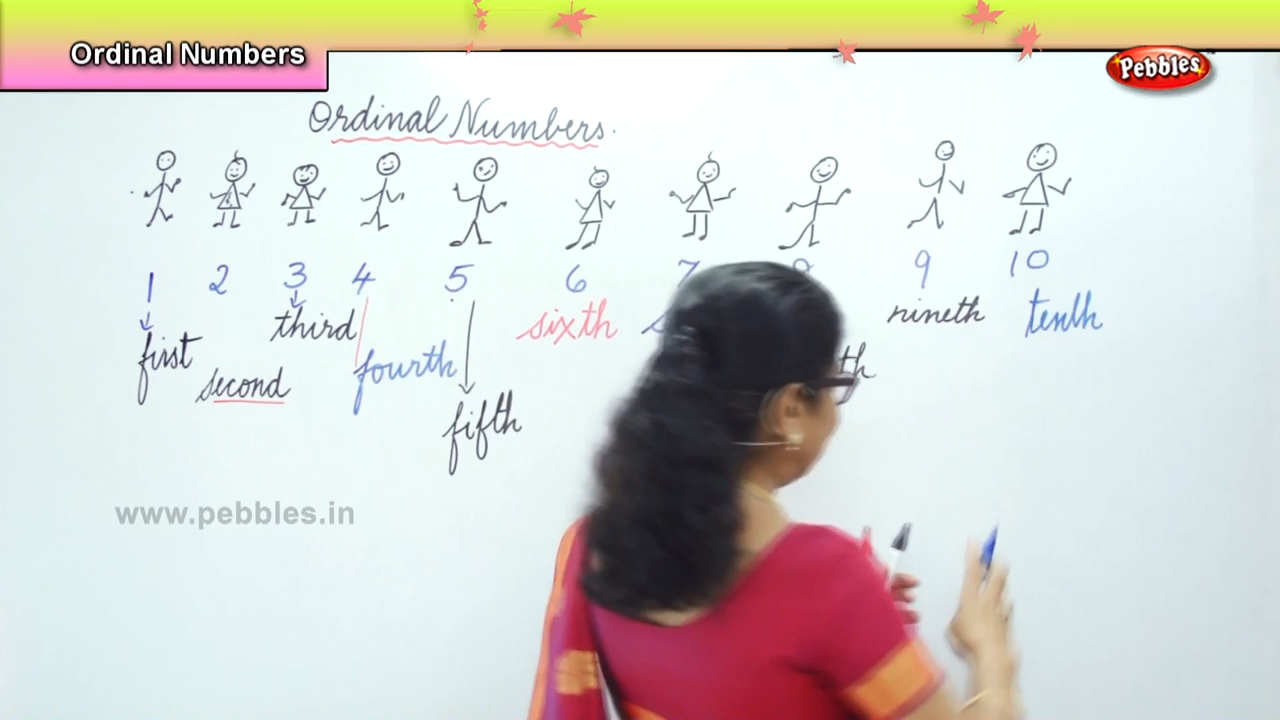 Ordinal Numbers
Pebbles
Ordinal Numbers.
1 2 3 4 5 6 7 9 10
first second third fourth fifth sixth nineth tenth
www.pebbles.in